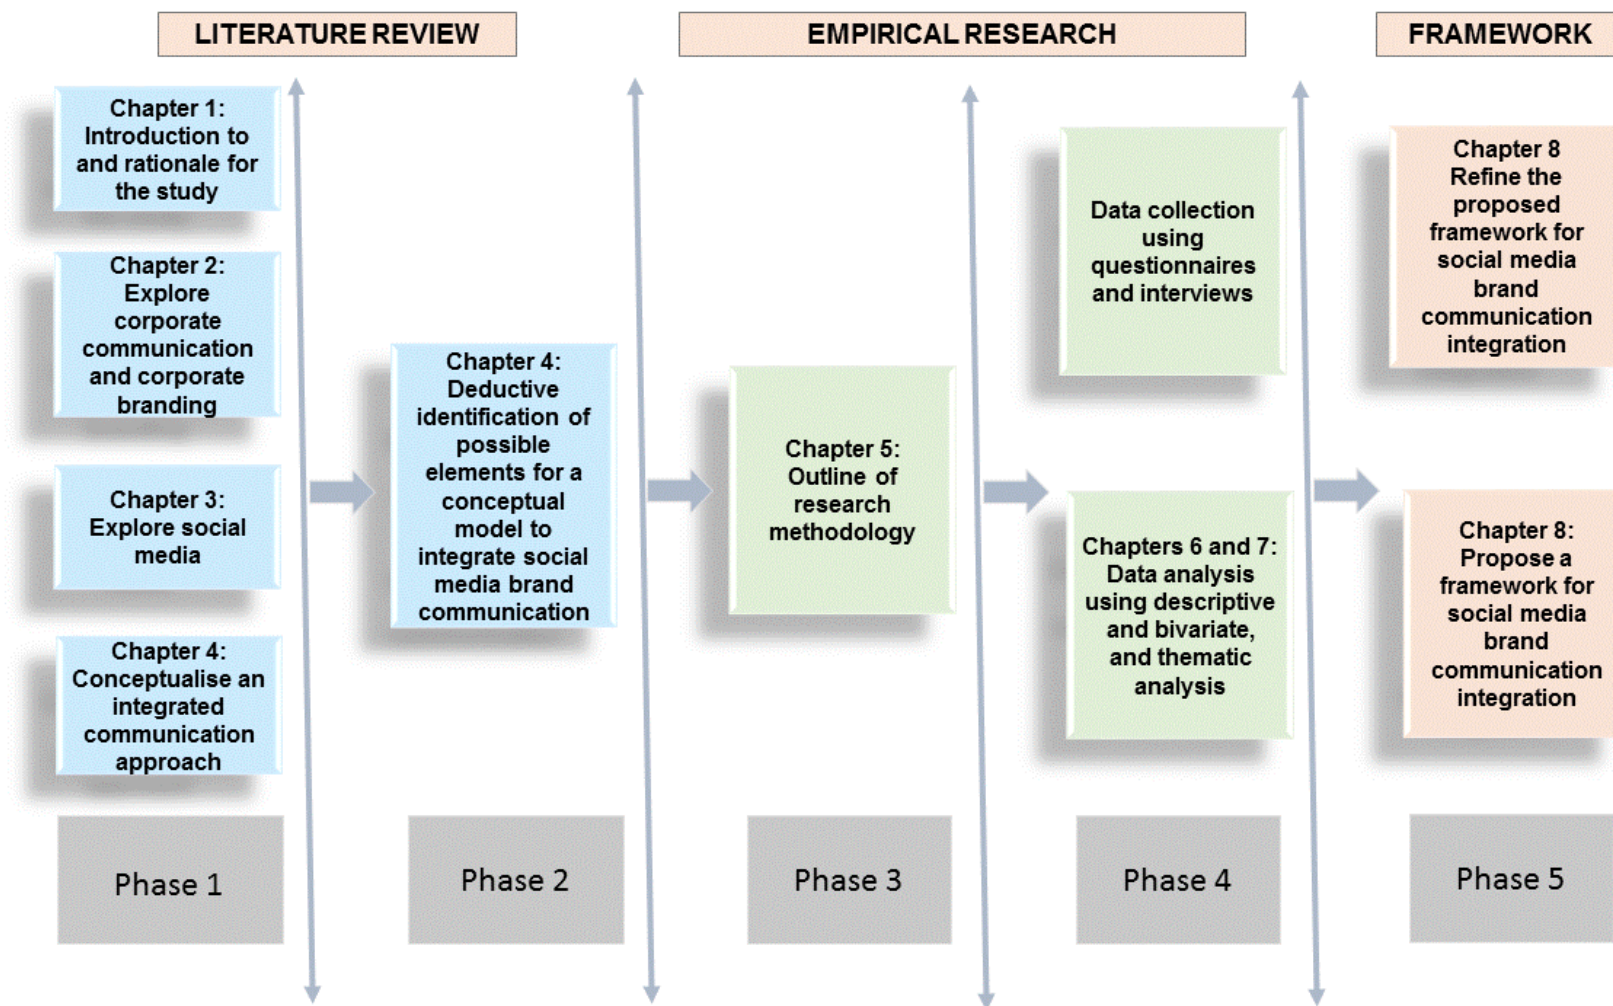 LITERATURE REVIEW
EMPIRICAL RESEARCH
FRAMEWORK
Chapter 1:
Introduction to
and rationale for
the study
Chapter 2:
Explore
corporate
communication
and corporate
branding
Chapter 3:
Explore social
media
Chapter 4:
Conceptualise an
integrated
communication
approach
Chapter 4:
Deductive
identification of
possible
elements for a
conceptual
model to
integrate social
media brand
communication
Chapter 5:
Outline of
research
methodology
Data collection
using
questionnaires
and interviews
Chapters 6 and 7:
Data analysis
using descriptive
and bivariate,
and thematic
analysis
Chapter 8
Refine the
proposed
framework for
social media
brand
communication
integration
Chapter 8:
Propose a
framework for
social media
brand
communication
integration
Phase 1
Phase 2
Phase 3
Phase 4
Phase 5